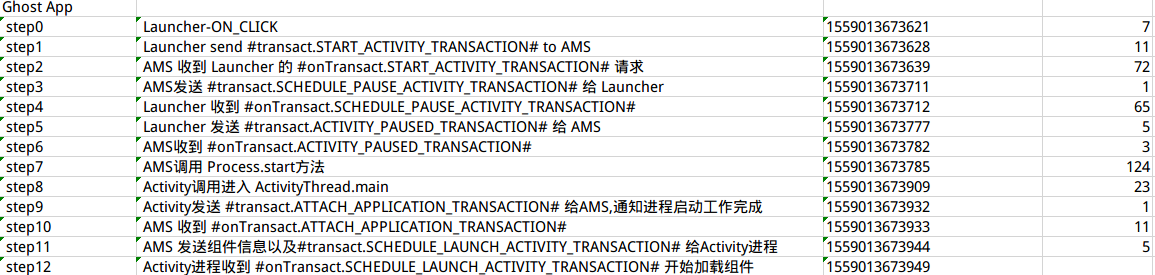 Ghost App
step0 Launcher-ON_CLICK 1559013673621 7
step1 Launcher send #transact.START_ACTIVITY_TRANSACTION# to AMS 1559013673628 11
step2 AMS 收到 Launcher 的 #onTransact.START_ACTIVITY_TRANSACTION# 请求 1559013673639 72
step3 AMS发送 #transact.SCHEDULE_PAUSE_ACTIVITY_TRANSACTION# 给 Launcher 1559013673711 1
step4 Launcher 收到 #onTransact.SCHEDULE_PAUSE_ACTIVITY_TRANSACTION# 1559013673712 65
step5 Launcher 发送 #transact.ACTIVITY_PAUSED_TRANSACTION# 给 AMS 1559013673777 5
step6 AMS收到 #onTransact.ACTIVITY_PAUSED_TRANSACTION# 1559013673782 3
step7 AMS调用 Process.start方法 1559013673785 124
step8 Activity调用进入 ActivityThread.main 1559013673909 23
step9 Activity发送 #transact.ATTACH_APPLICATION_TRANSACTION# 给AMS,通知进程启动工作完成 1559013673932 1
step10 AMS 收到 #onTransact.ATTACH_APPLICATION_TRANSACTION# 1559013673933 11
step11 AMS 发送组件信息以及#transact.SCHEDULE_LAUNCH_ACTIVITY_TRANSACTION# 给Activity进程 1559013673944 5
step12 Activity进程收到 #onTransact.SCHEDULE_LAUNCH_ACTIVITY_TRANSACTION# 开始加载组件 1559013673949